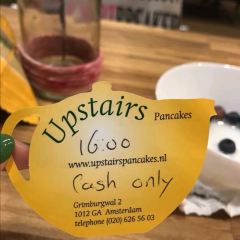 Upstairs Pancakes
16:00
www.upstairspancakes.nl
Cash only
Grimburgwal 2
1012 GA Amsterdam
telephone (020) 626 56 03